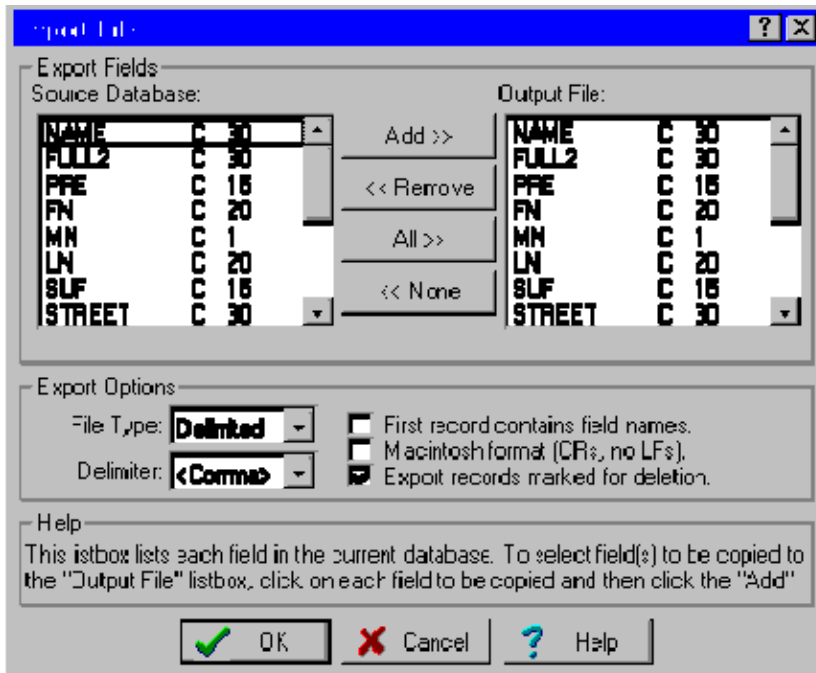 Export Fields
Source Database:
NAME C 30
FULL2 C 30
PRE C 15
FN C 20
MN C 1
LN C 20
SUF C 15
STREET C 30
Add >>
<< Remove
All >>
<< None
Output File:
NAME C 30
FULL2 C 30
PRE C 15
FN C 20
MN C 1
LN C 20
SUF C 15
STREET C 30
Export Options
File Type: Delimited
Delimiter: <Comma>
First record contains field names.
Macintosh format (CRs, no LFs).
Export records marked for deletion.
Help
This listbox lists each field in the current database. To select field(s) to be copied to
the "Output File" listbox, click on each field to be copied and then click the "Add"
OK
Cancel
? Help